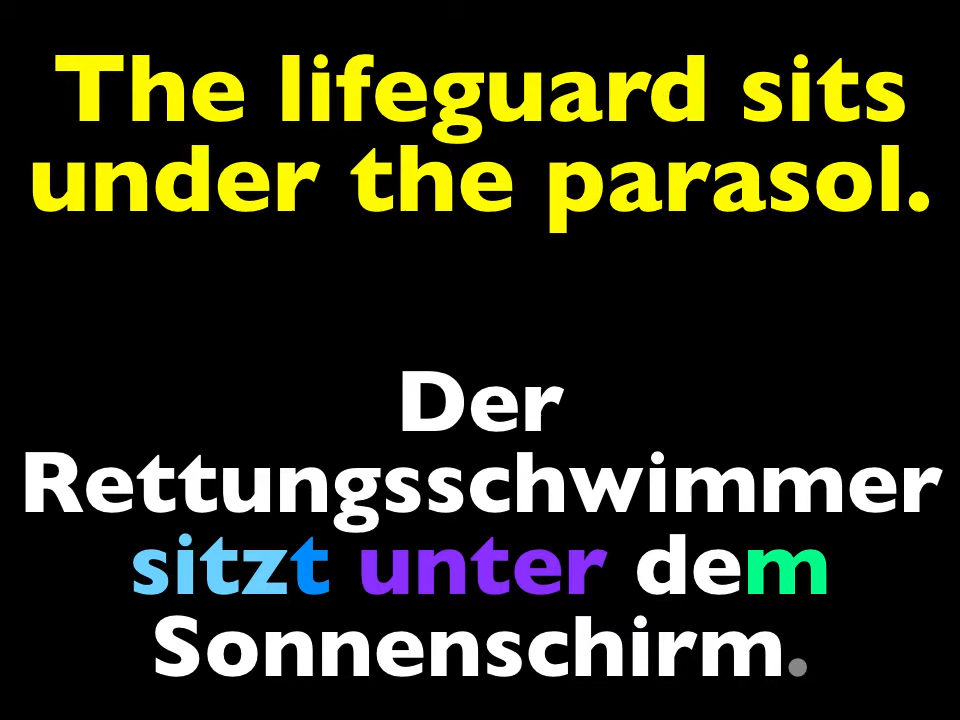 The lifeguard sits
under the parasol.
Der
Rettungsschwimmer
sitzt unter dem
Sonnenschirm.